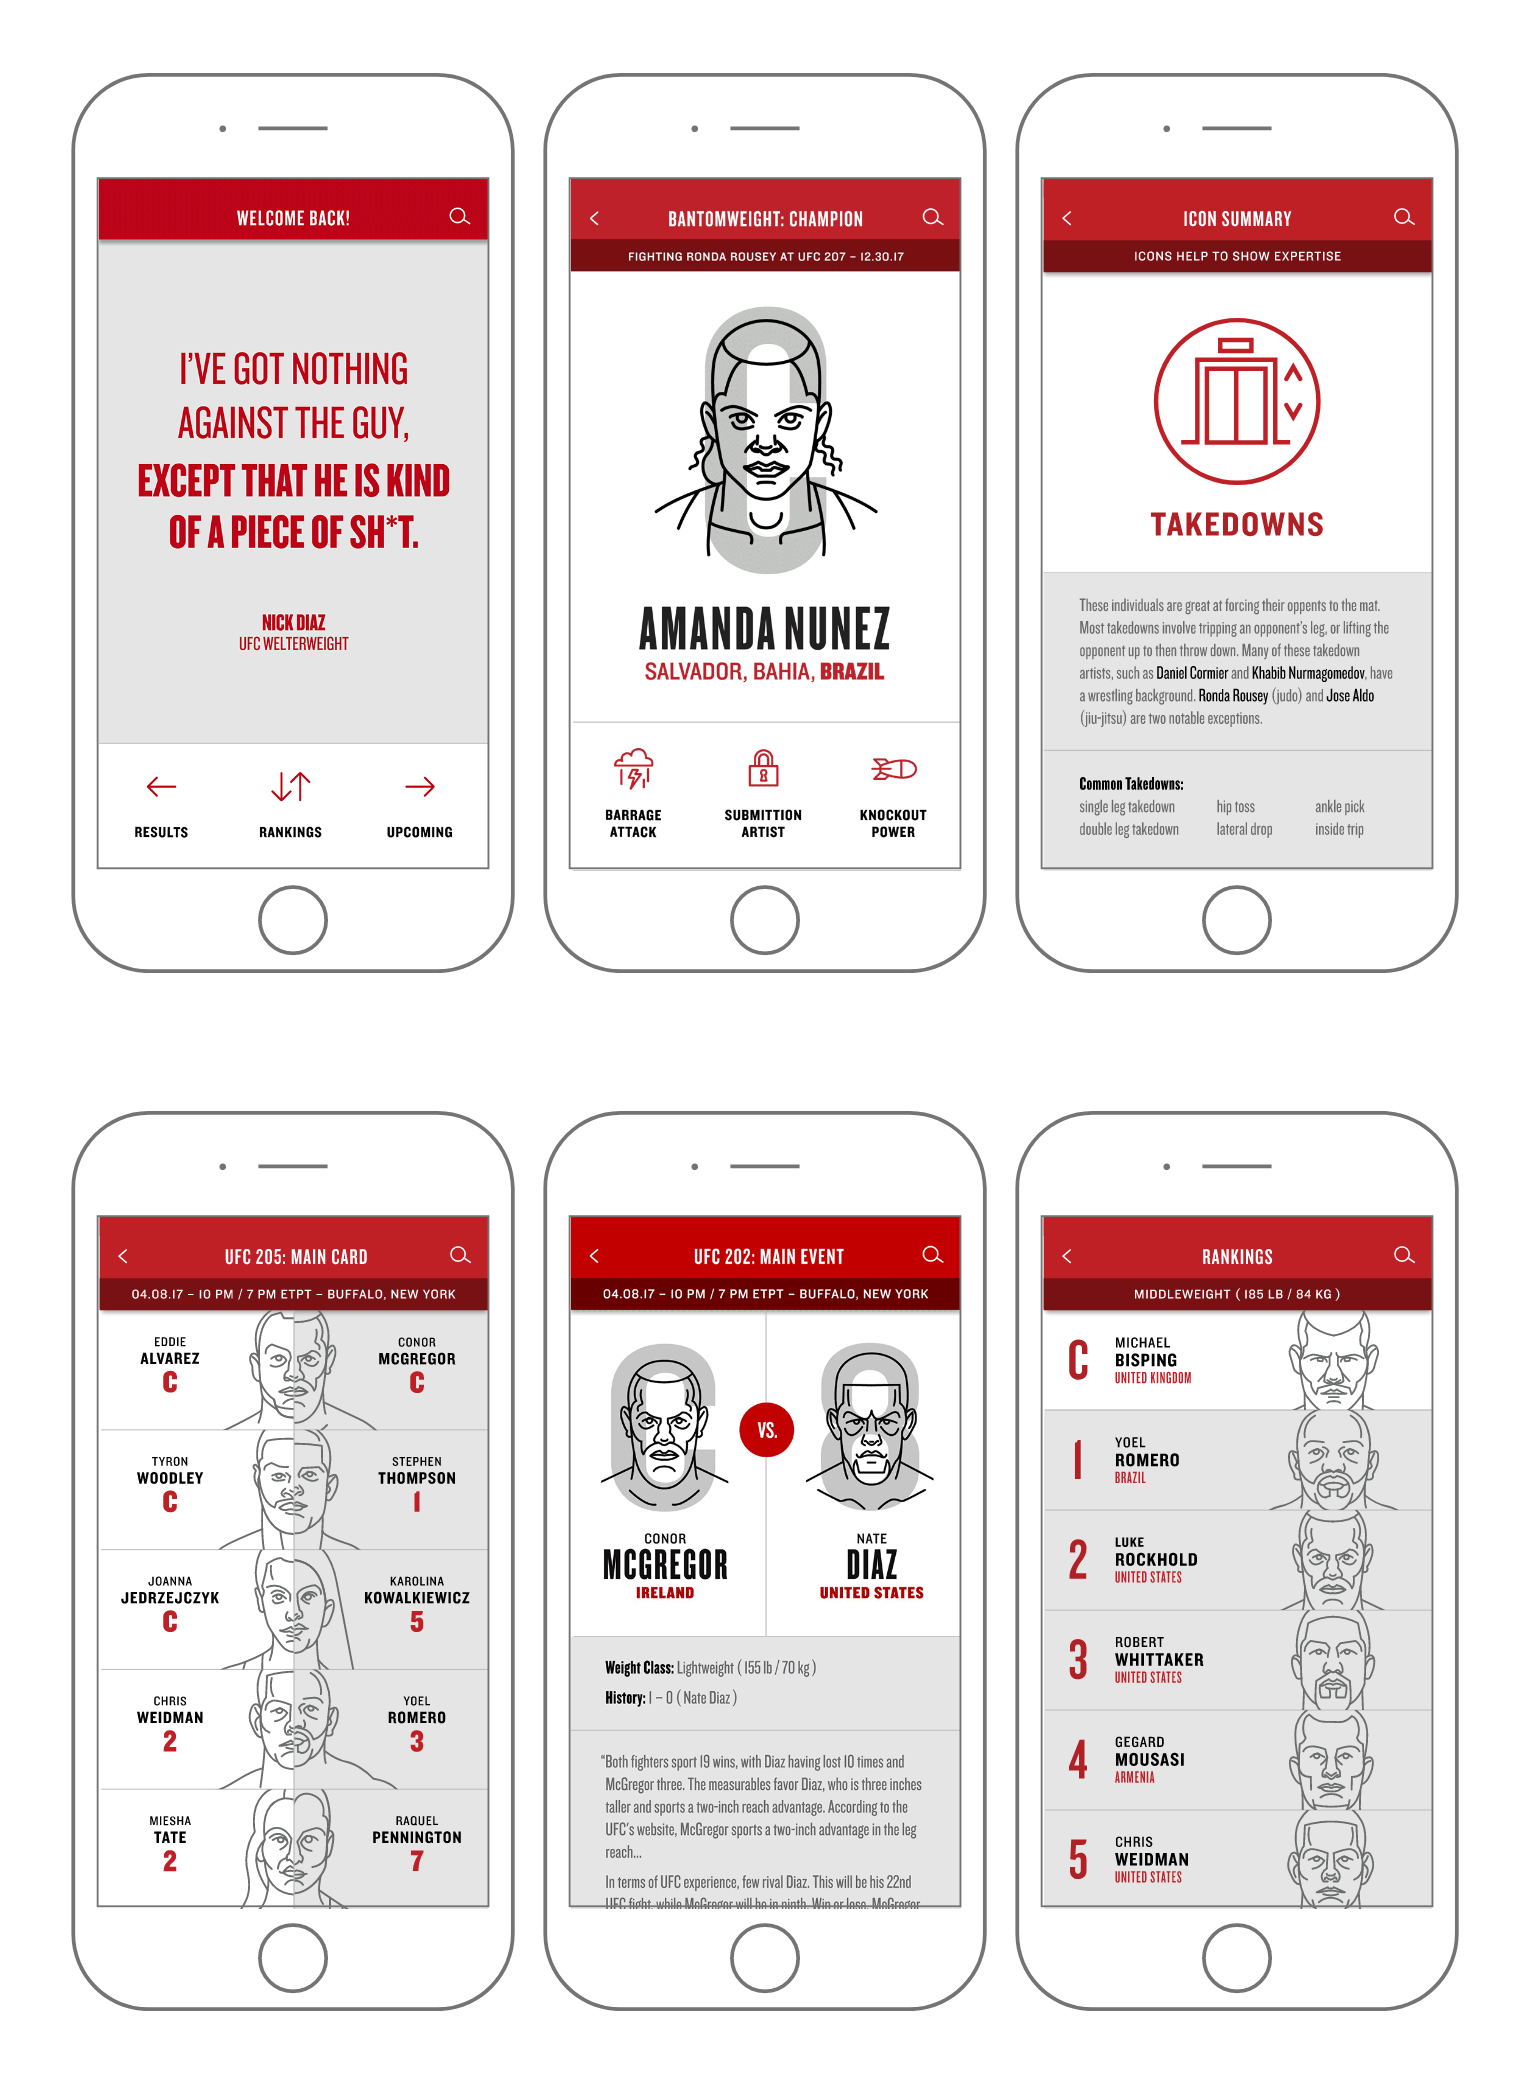 WELCOME BACK!
I'VE GOT NOTHING
AGAINST THE GUY,
EXCEPT THAT HE IS KIND
OF A PIECE OF SH*T.
NICK DIAZ
UFC WELTERWEIGHT
RESULTS
RANKINGS
UPCOMING
BANTOMWEIGHT: CHAMPION
FIGHTING RONDA ROUSEY AT UFC 207 – 12.30.17
AMANDA NUNEZ
SALVADOR, BAHIA, BRAZIL
BARRAGE
ATTACK
SUBMITTION
ARTIST
KNOCKOUT
POWER
ICON SUMMARY
ICONS HELP TO SHOW EXPERTISE
TAKEDOWNS
These individuals are great at forcing their oppents to the mat.
Most takedowns involve tripping an opponent's leg, or lifting the
opponent up to then throw down. Many of these takedown
artists, such as Daniel Cormier and Khabib Nurmagomedov, have
a wrestling background. Ronda Rousey (judo) and Jose Aldo
(jiu-jitsu) are two notable exceptions.
Common Takedowns:
single leg takedown hip toss ankle pick
double leg takedown lateral drop inside trip
UFC 205: MAIN CARD
04.08.17 – 10 PM / 7 PM ETPT – BUFFALO, NEW YORK
EDDIE
ALVAREZ
C
CONOR
MCGREGOR
C
TYRON
WOODLEY
C
STEPHEN
THOMPSON
1
JOANNA
JEDRZEJCZYK
C
KAROLINA
KOWALKIEWICZ
5
CHRIS
WEIDMAN
2
YOEL
ROMERO
3
MIESHA
TATE
2
RAQUEL
PENNINGTON
7
UFC 202: MAIN EVENT
04.08.17 – 10 PM / 7 PM ETPT – BUFFALO, NEW YORK
VS.
CONOR
MCGREGOR
IRELAND
NATE
DIAZ
UNITED STATES
Weight Class: Lightweight ( 155 lb / 70 kg )
History: 1 – 0 ( Nate Diaz )
"Both fighters sport 19 wins, with Diaz having lost 10 times and
McGregor three. The measurables favor Diaz, who is three inches
taller and sports a two-inch reach advantage. According to the
UFC's website, McGregor sports a two-inch advantage in the leg
reach...
In terms of UFC experience, few rival Diaz. This will be his 22nd
UFC fight, while McGregor will be in ninth. Win or lose, McGregor
RANKINGS
MIDDLEWEIGHT ( 185 LB / 84 KG )
C
MICHAEL
BISPING
UNITED KINGDOM
1
YOEL
ROMERO
BRAZIL
2
LUKE
ROCKHOLD
UNITED STATES
3
ROBERT
WHITTAKER
UNITED STATES
4
GEGARD
MOUSASI
ARMENIA
5
CHRIS
WEIDMAN
UNITED STATES